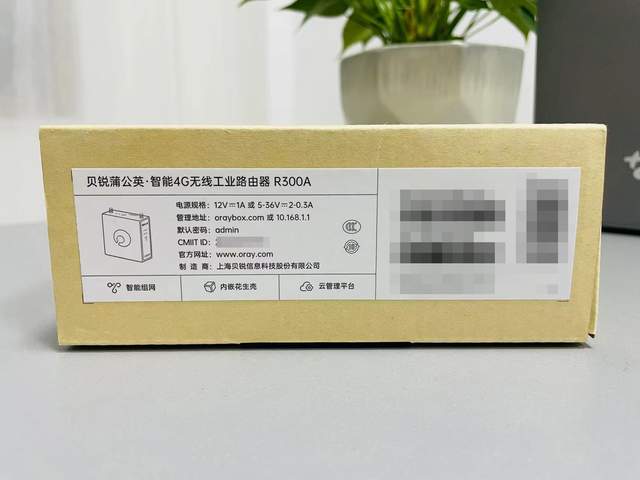 贝锐蒲公英·智能4G无线工业路由器 R300A
电源规格：12V⎓1A 或 5-36V⎓2-0.3A
管理地址：oraybox.com 或 10.168.1.1
默认密码：admin
CMIIT ID：
官方网址：www.oray.com
制 造 商：上海贝锐信息科技股份有限公司
智能组网 内嵌花生壳 云管理平台